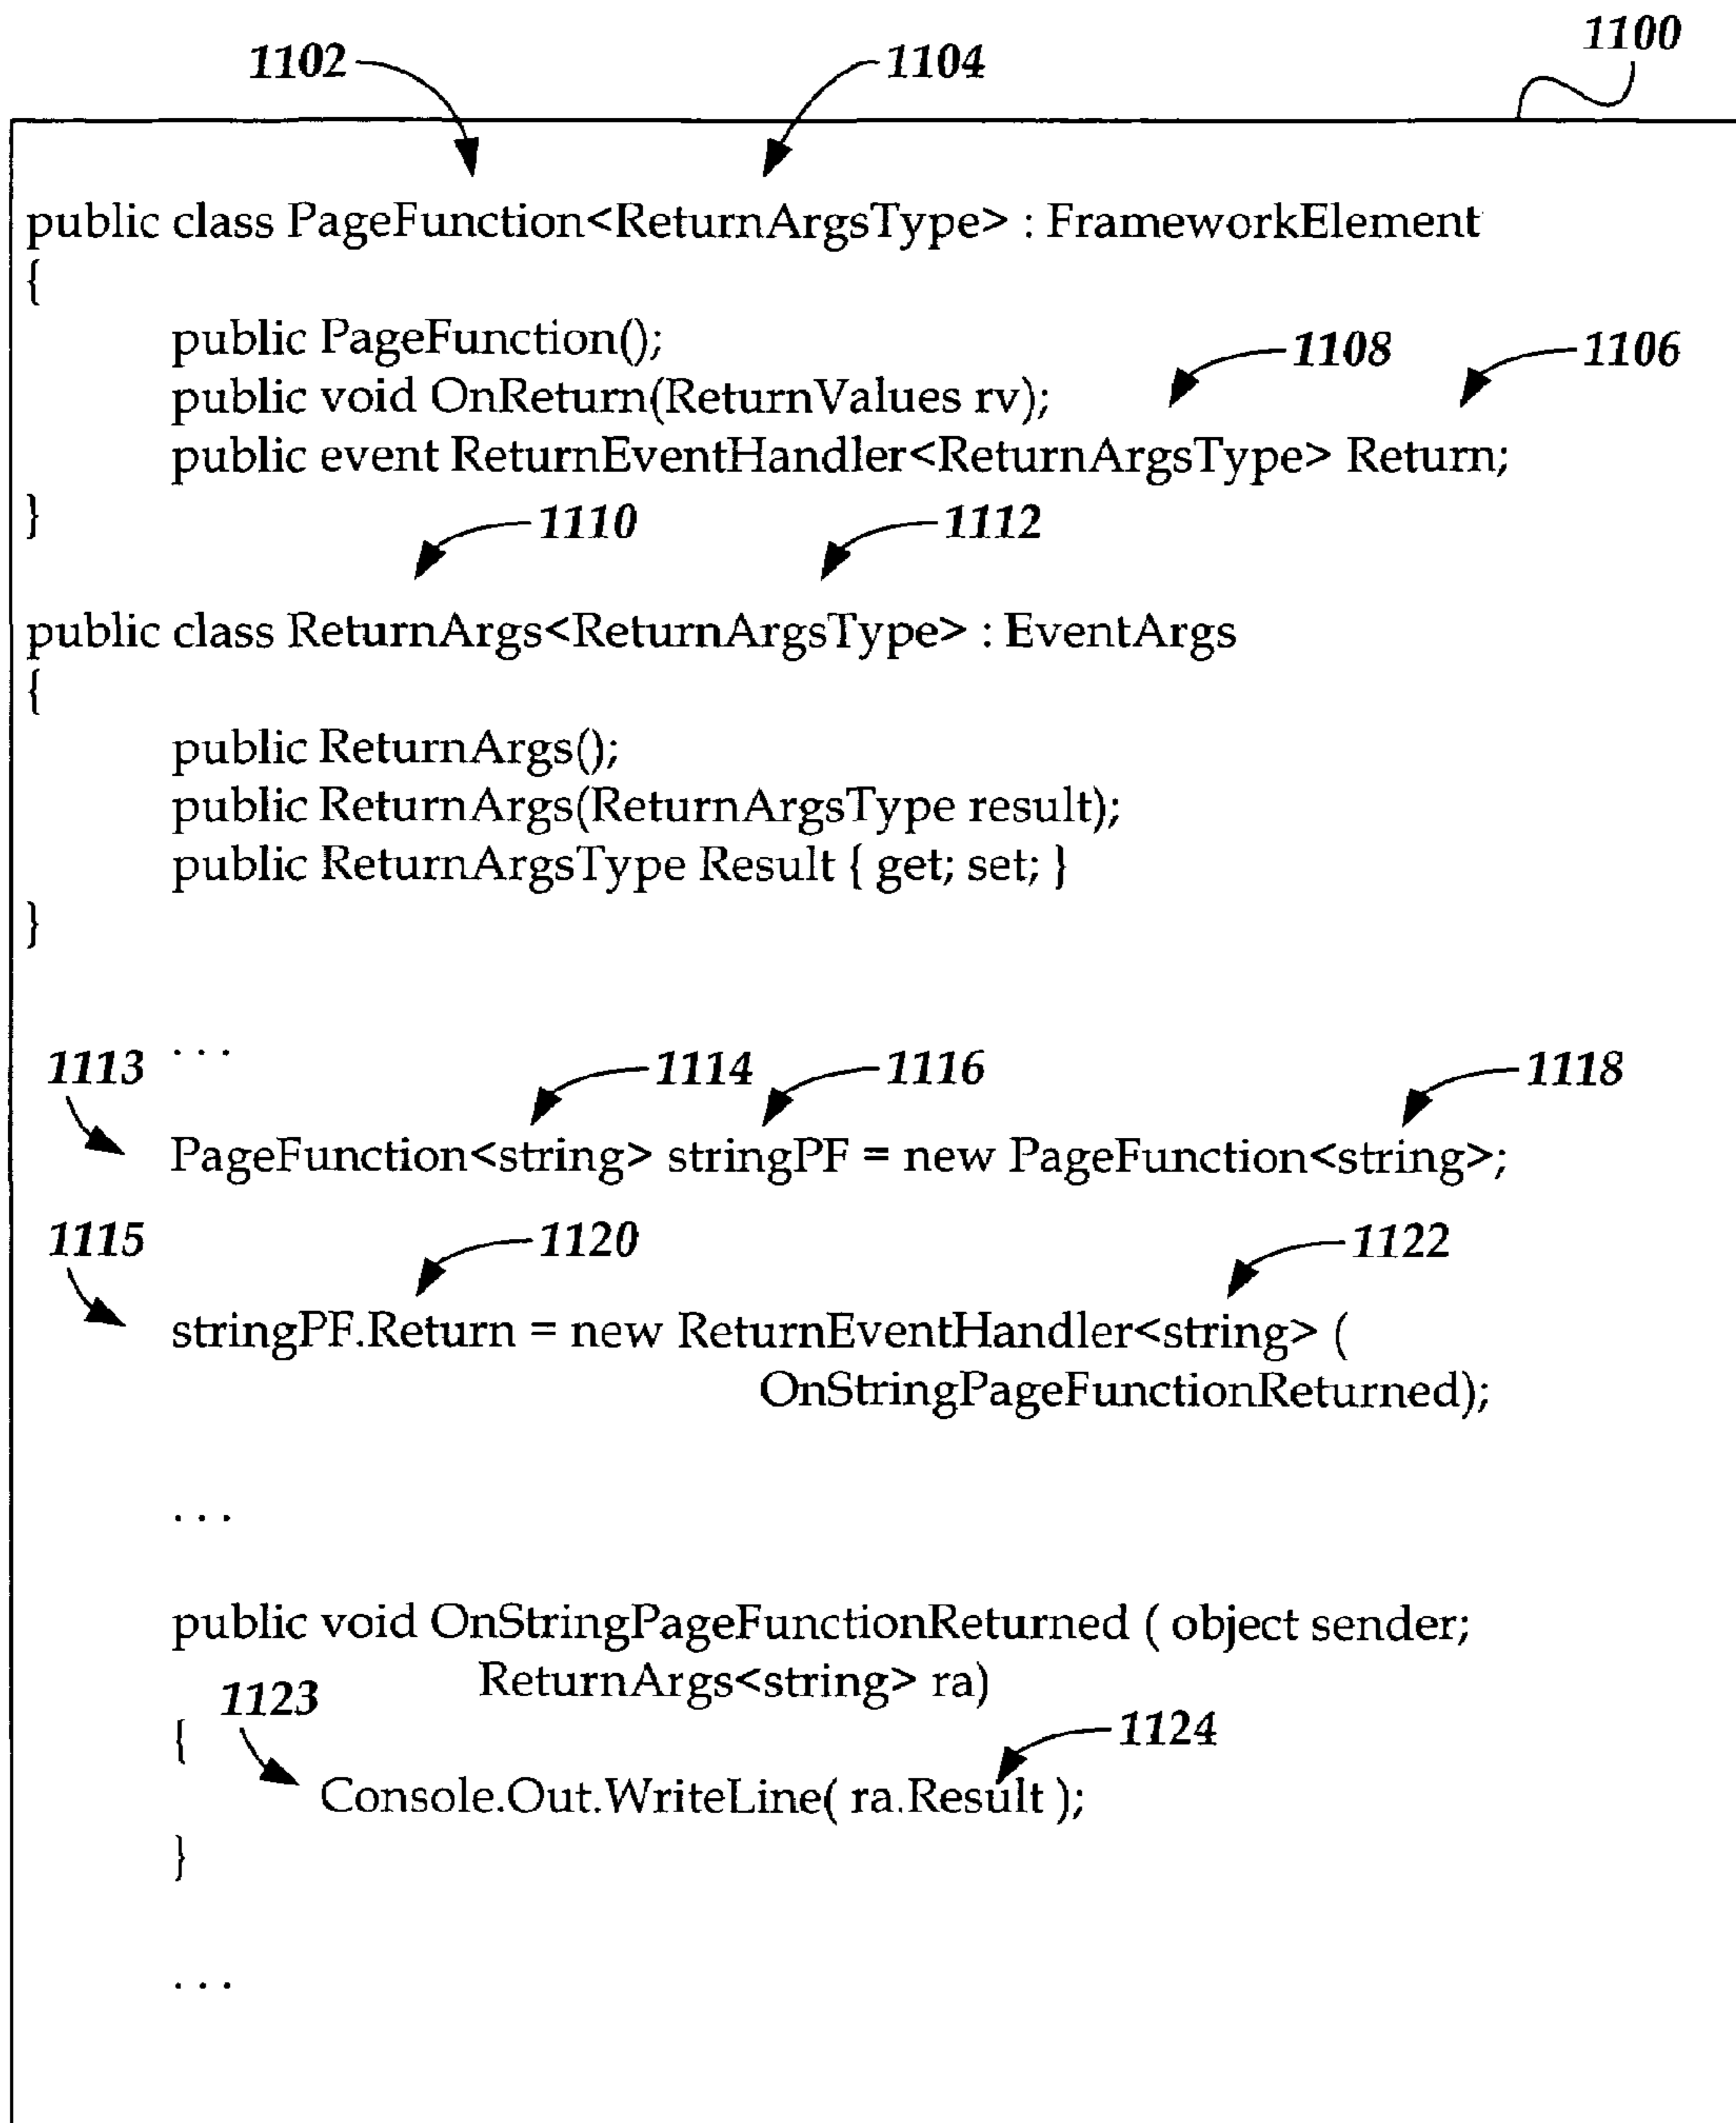 1100
1102 1104
public class PageFunction<ReturnArgsType> : FrameworkElement
{
public PageFunction();
1108 1106
public void OnReturn(ReturnValues rv);
public event ReturnEventHandler<ReturnArgsType> Return;
}
1110 1112
public class ReturnArgs<ReturnArgsType> : EventArgs
{
public ReturnArgs();
public ReturnArgs(ReturnArgsType result);
public ReturnArgsType Result { get; set; }
}
. . .
1113 1114 1116 1118
PageFunction<string> stringPF = new PageFunction<string>;
1115 1120 1122
stringPF.Return = new ReturnEventHandler<string> (
OnStringPageFunctionReturned);
. . .
public void OnStringPageFunctionReturned ( object sender;
ReturnArgs<string> ra)
1123
{
1124
Console.Out.WriteLine( ra.Result );
}
. . .